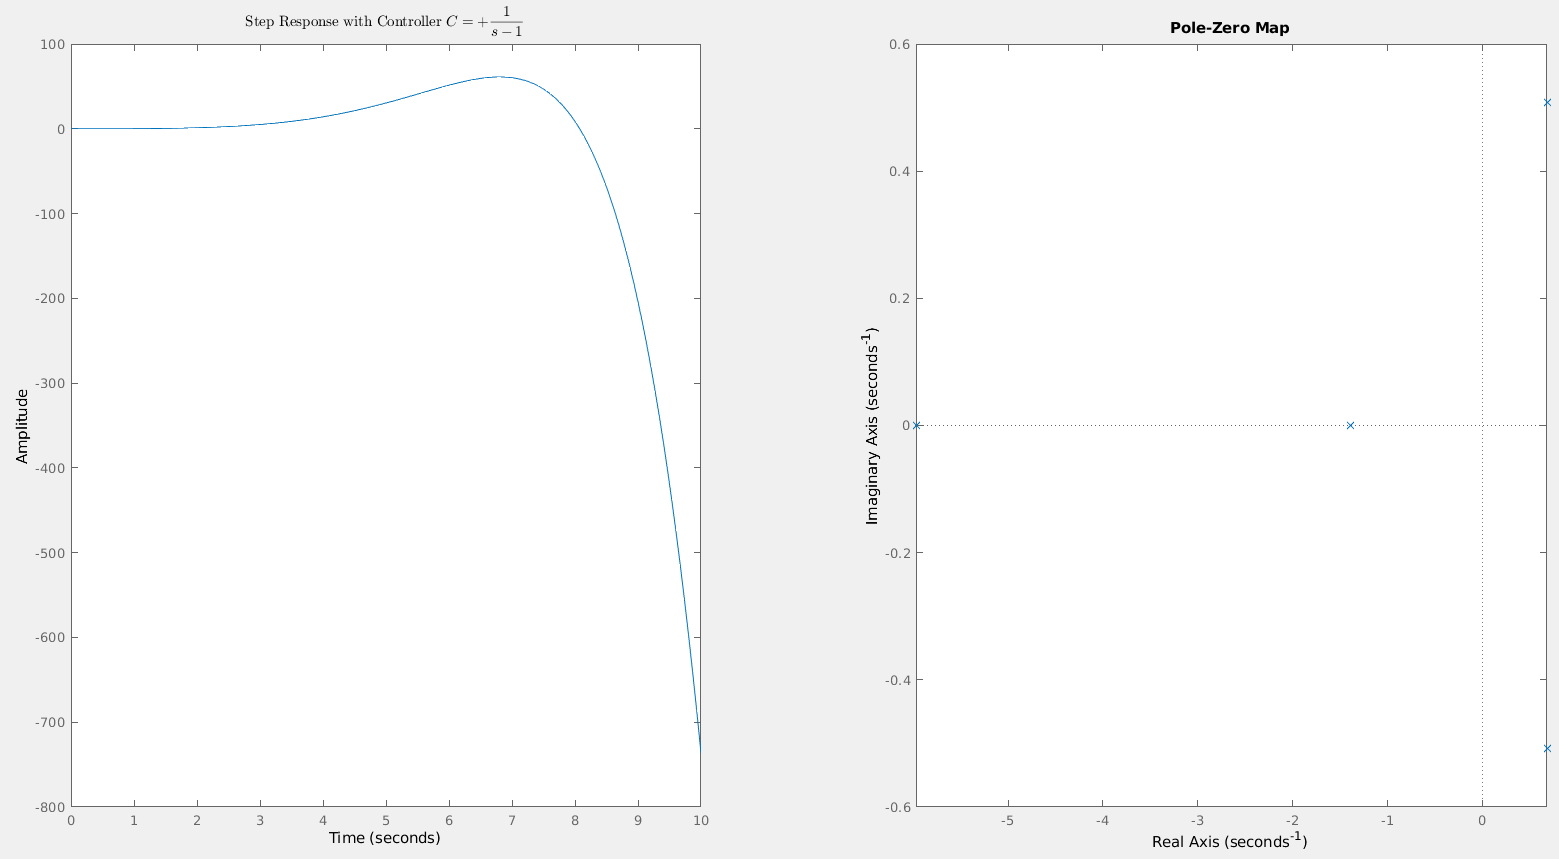 Step Response with Controller C = + 1/(s − 1)
100
0
-100
-200
-300
-400
-500
-600
-700
-800
Amplitude
0 1 2 3 4 5 6 7 8 9 10
Time (seconds)
Pole-Zero Map
0.6
0.4
0.2
0
-0.2
-0.4
-0.6
Imaginary Axis (seconds⁻¹)
-5 -4 -3 -2 -1 0
Real Axis (seconds⁻¹)